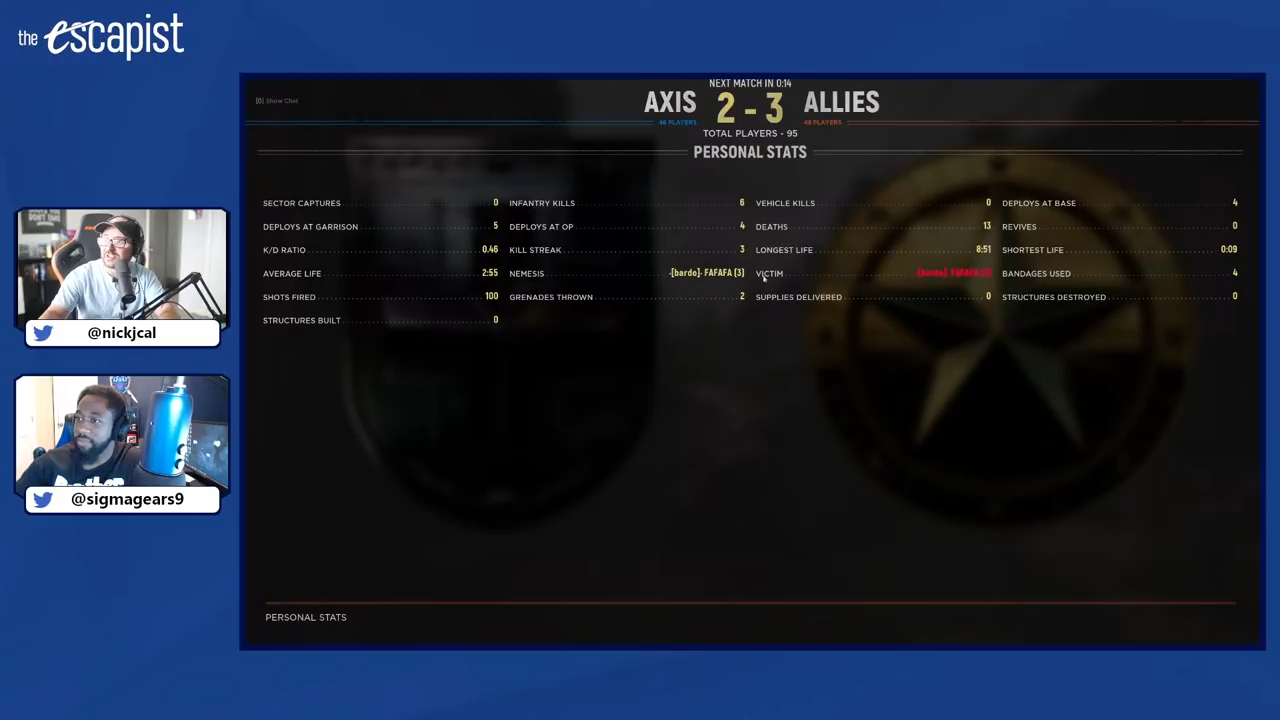 the escapist
[O] Show Chat
NEXT MATCH IN 0:14
AXIS 2 - 3 ALLIES
TOTAL PLAYERS - 95
PERSONAL STATS
SECTOR CAPTURES 0 INFANTRY KILLS 6 VEHICLE KILLS 0 DEPLOYS AT BASE 4
DEPLOYS AT GARRISON 5 DEPLOYS AT OP 4 DEATHS 13 REVIVES 0
K/D RATIO 0.46 KILL STREAK 3 LONGEST LIFE 8:51 SHORTEST LIFE 0:09
AVERAGE LIFE 2:55 NEMESIS -[bardo]- FAFAFA [3] VICTIM [bardo] FAFAFA BANDAGES USED 4
SHOTS FIRED 100 GRENADES THROWN 2 SUPPLIES DELIVERED 0 STRUCTURES DESTROYED 0
STRUCTURES BUILT 0
PERSONAL STATS
@nickjcal
@sigmagears9